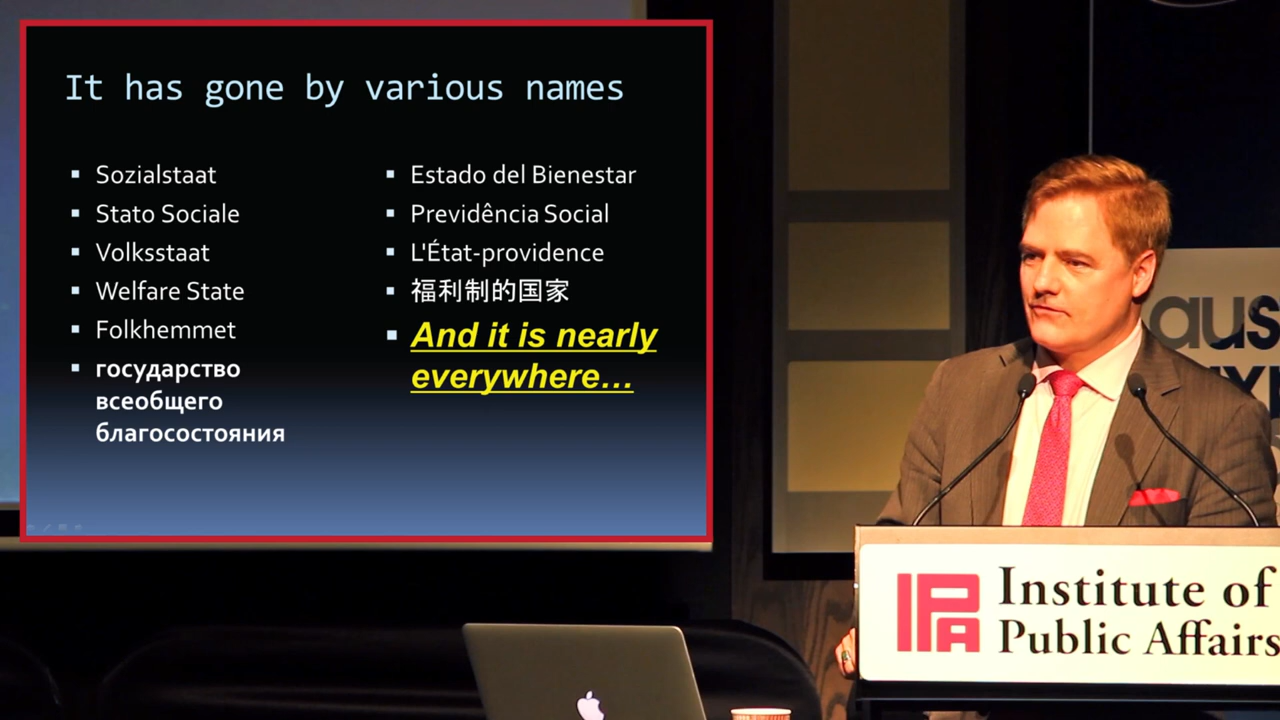 It has gone by various names
Sozialstaat
Stato Sociale
Volksstaat
Welfare State
Folkhemmet
государство
всеобщего
благосостояния
Estado del Bienestar
Previdência Social
L'État-providence
福利制的国家
And it is nearly
everywhere...
aus
IPA
Institute of
Public Affairs